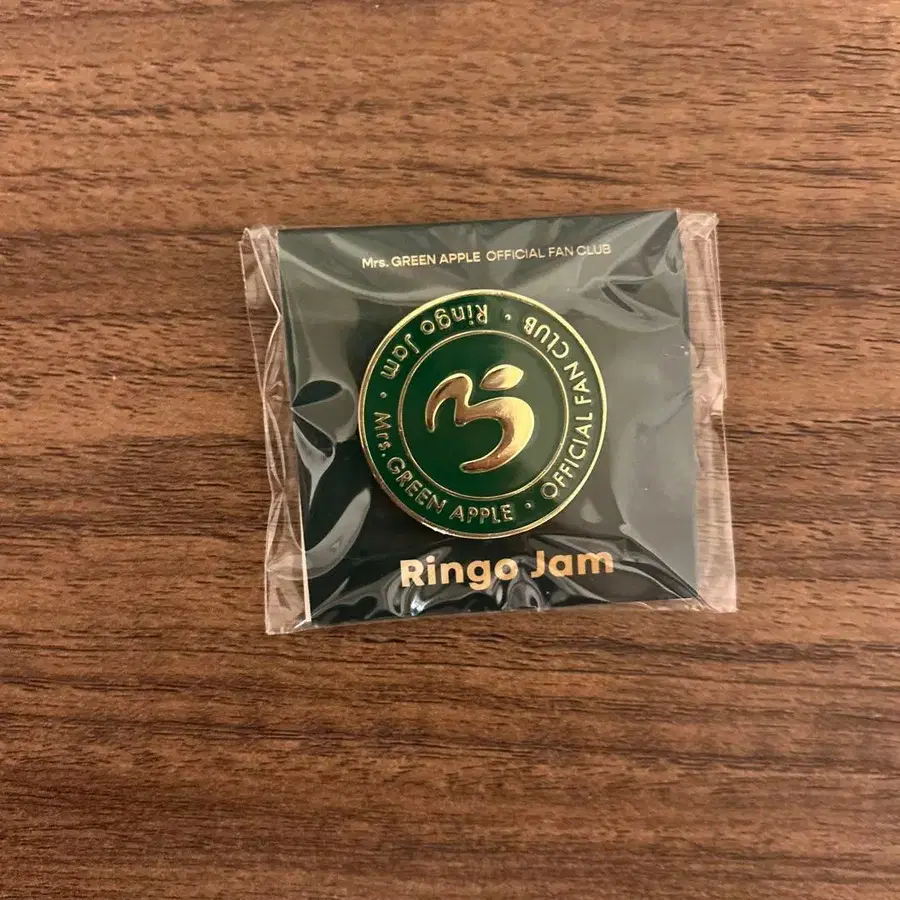 Mrs. GREEN APPLE OFFICIAL FAN CLUB
Ringo Jam • Mrs. GREEN APPLE • OFFICIAL FAN CLUB •
Ringo Jam